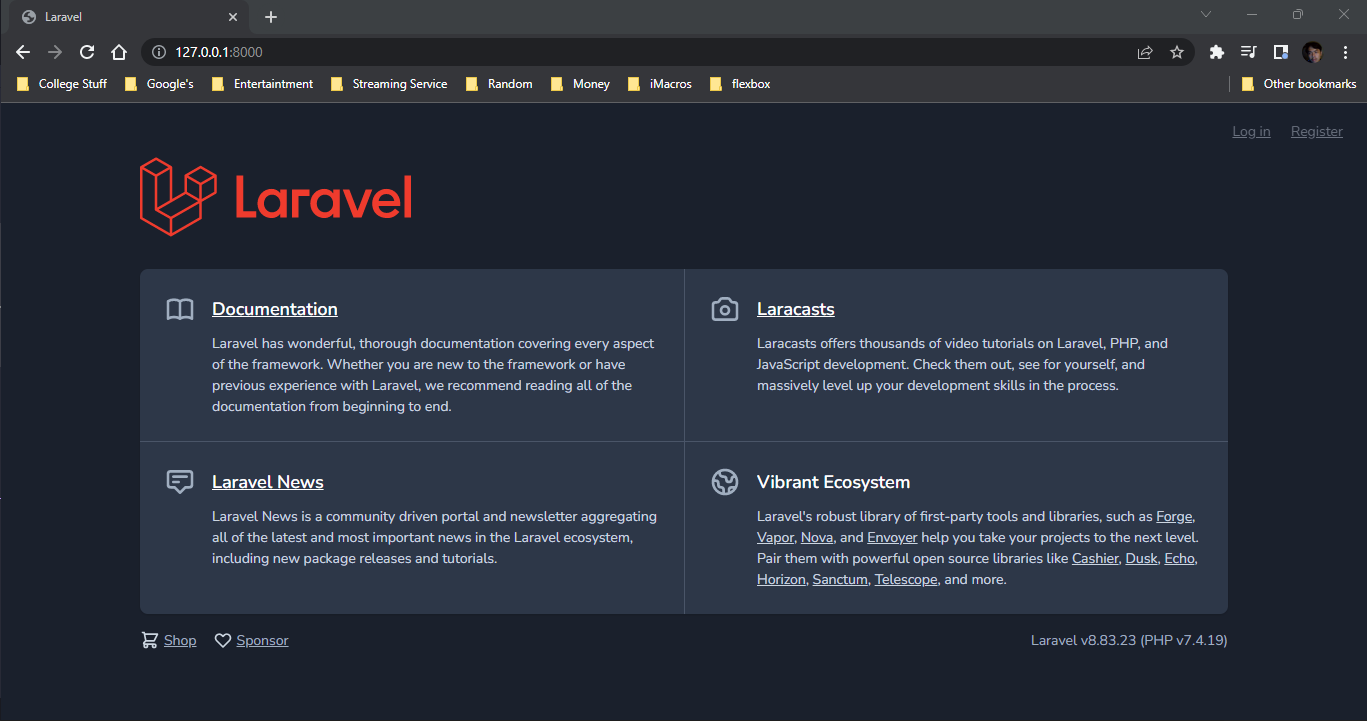 Laravel
127.0.0.1:8000
College Stuff Google's Entertaintment Streaming Service Random Money iMacros flexbox Other bookmarks
Log in Register
Laravel
Documentation
Laravel has wonderful, thorough documentation covering every aspect
of the framework. Whether you are new to the framework or have
previous experience with Laravel, we recommend reading all of the
documentation from beginning to end.
Laracasts
Laracasts offers thousands of video tutorials on Laravel, PHP, and
JavaScript development. Check them out, see for yourself, and
massively level up your development skills in the process.
Laravel News
Laravel News is a community driven portal and newsletter aggregating
all of the latest and most important news in the Laravel ecosystem,
including new package releases and tutorials.
Vibrant Ecosystem
Laravel's robust library of first-party tools and libraries, such as Forge,
Vapor, Nova, and Envoyer help you take your projects to the next level.
Pair them with powerful open source libraries like Cashier, Dusk, Echo,
Horizon, Sanctum, Telescope, and more.
Shop Sponsor Laravel v8.83.23 (PHP v7.4.19)